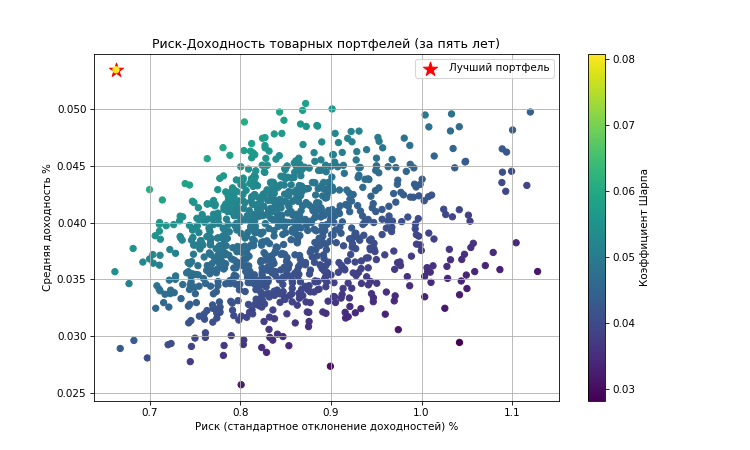 Риск-Доходность товарных портфелей (за пять лет)
Лучший портфель
Средняя доходность %
0.050
0.045
0.040
0.035
0.030
0.025
0.7 0.8 0.9 1.0 1.1
Риск (стандартное отклонение доходностей) %
0.08
0.07
0.06
0.05
0.04
0.03
Коэффициент Шарпа